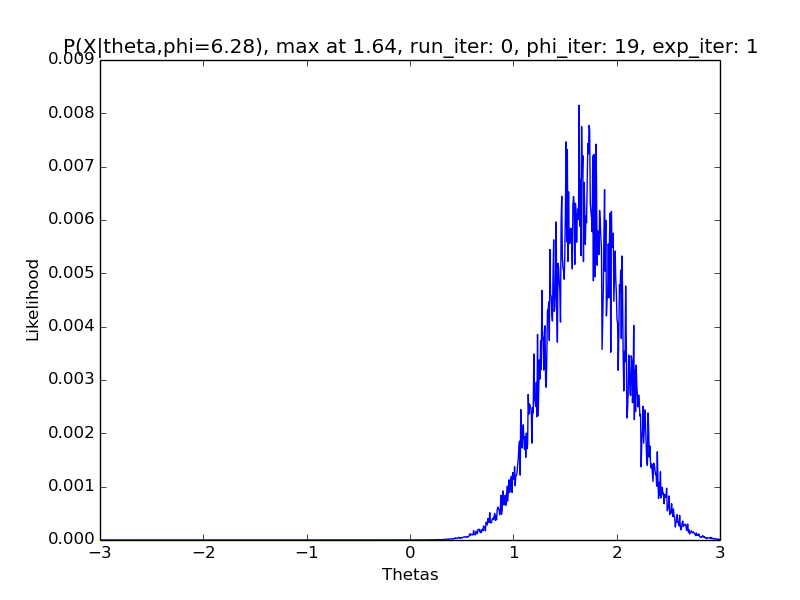 P(X|theta,phi=6.28), max at 1.64, run_iter: 0, phi_iter: 19, exp_iter: 1
0.009
0.008
0.007
0.006
0.005
0.004
0.003
0.002
0.001
0.000
Likelihood
−3 −2 −1 0 1 2 3
Thetas